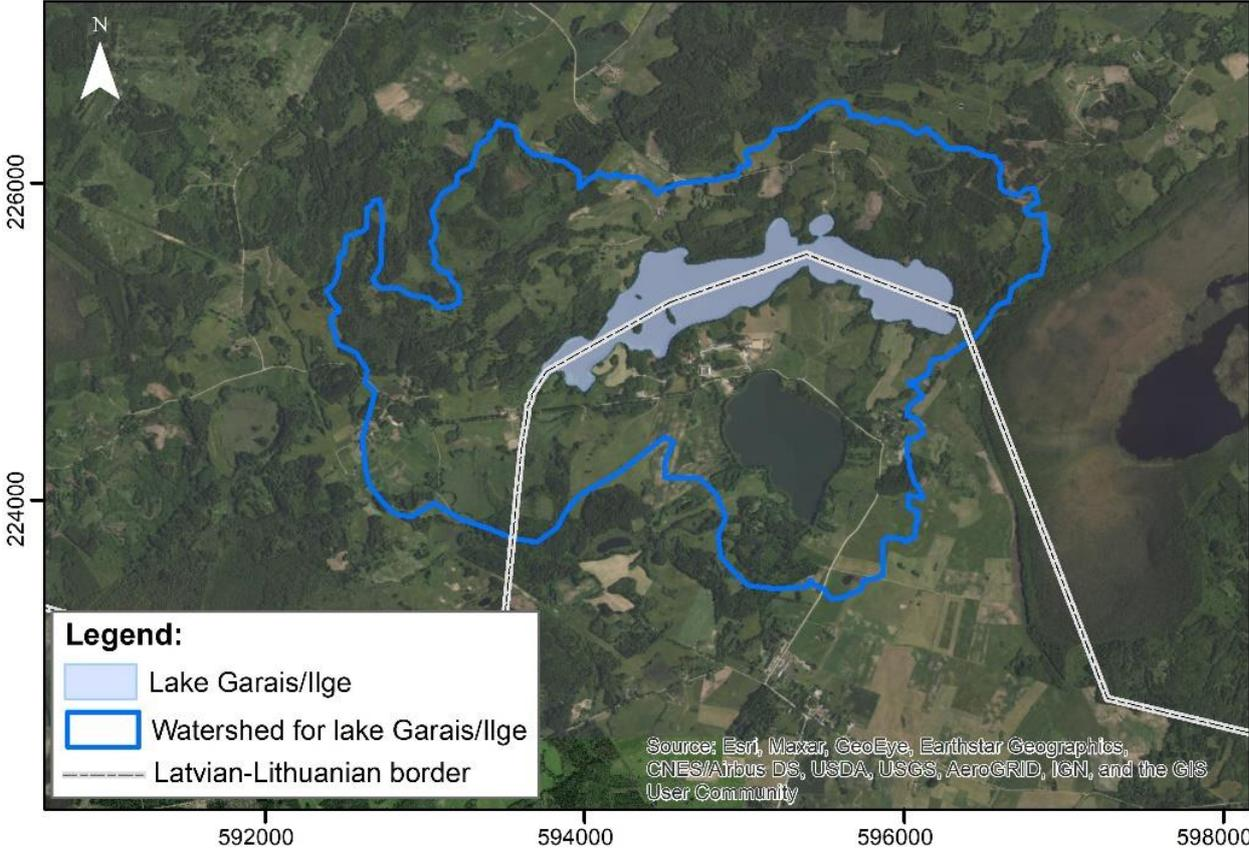 N
226000
224000
Legend:
Lake Garais/Ilge
Watershed for lake Garais/Ilge
Latvian-Lithuanian border
Source: Esri, Maxar, GeoEye, Earthstar Geographics,
CNES/Airbus DS, USDA, USGS, AeroGRID, IGN, and the GIS
User Community
592000
594000
596000
598000